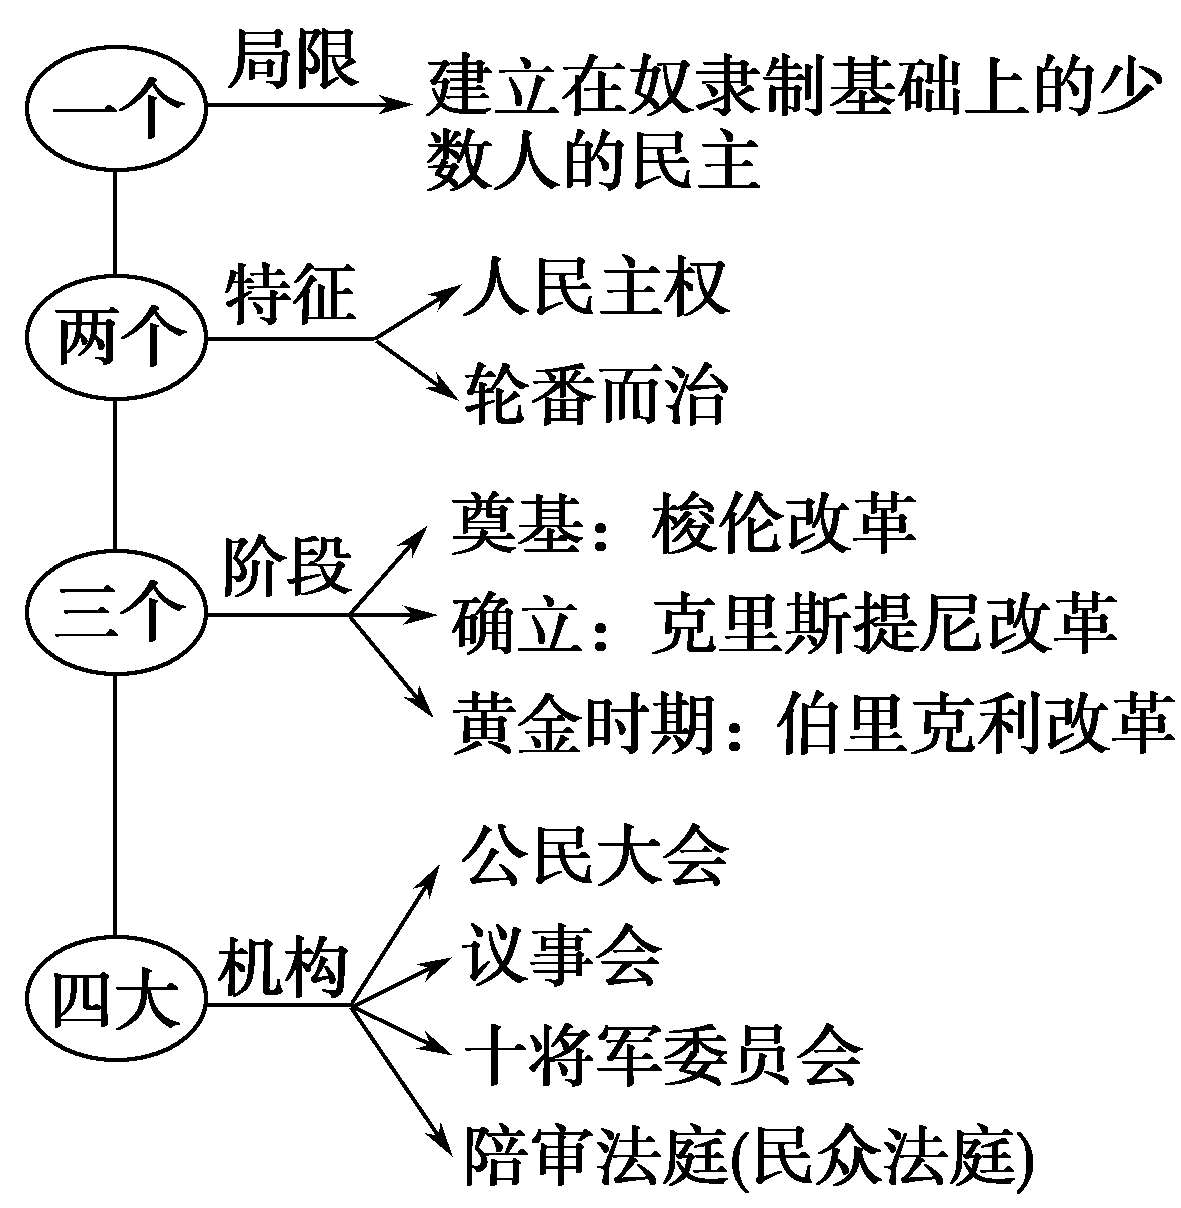 一个
局限
建立在奴隶制基础上的少
数人的民主
两个
特征
人民主权
轮番而治
三个
阶段
奠基：梭伦改革
确立：克里斯提尼改革
黄金时期：伯里克利改革
四大
机构
公民大会
议事会
十将军委员会
陪审法庭(民众法庭)